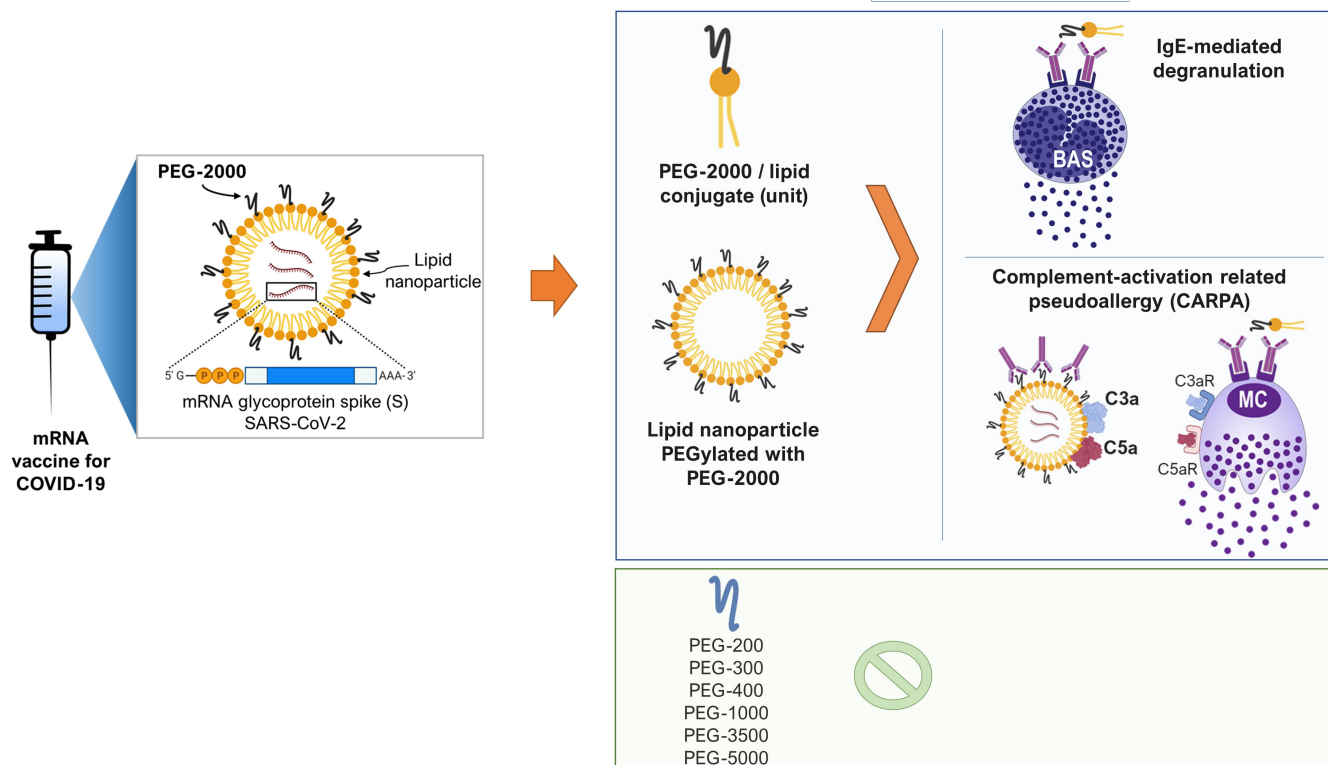 PEG-2000
Lipid
nanoparticle
5' G
P P P
AAA-3'
mRNA glycoprotein spike (S)
SARS-CoV-2
mRNA
vaccine for
COVID-19
PEG-2000 / lipid
conjugate (unit)
Lipid nanoparticle
PEGylated with
PEG-2000
IgE-mediated
degranulation
BAS
Complement-activation related
pseudoallergy (CARPA)
C3a
C5a
C3aR
C5aR
MC
PEG-200
PEG-300
PEG-400
PEG-1000
PEG-3500
PEG-5000